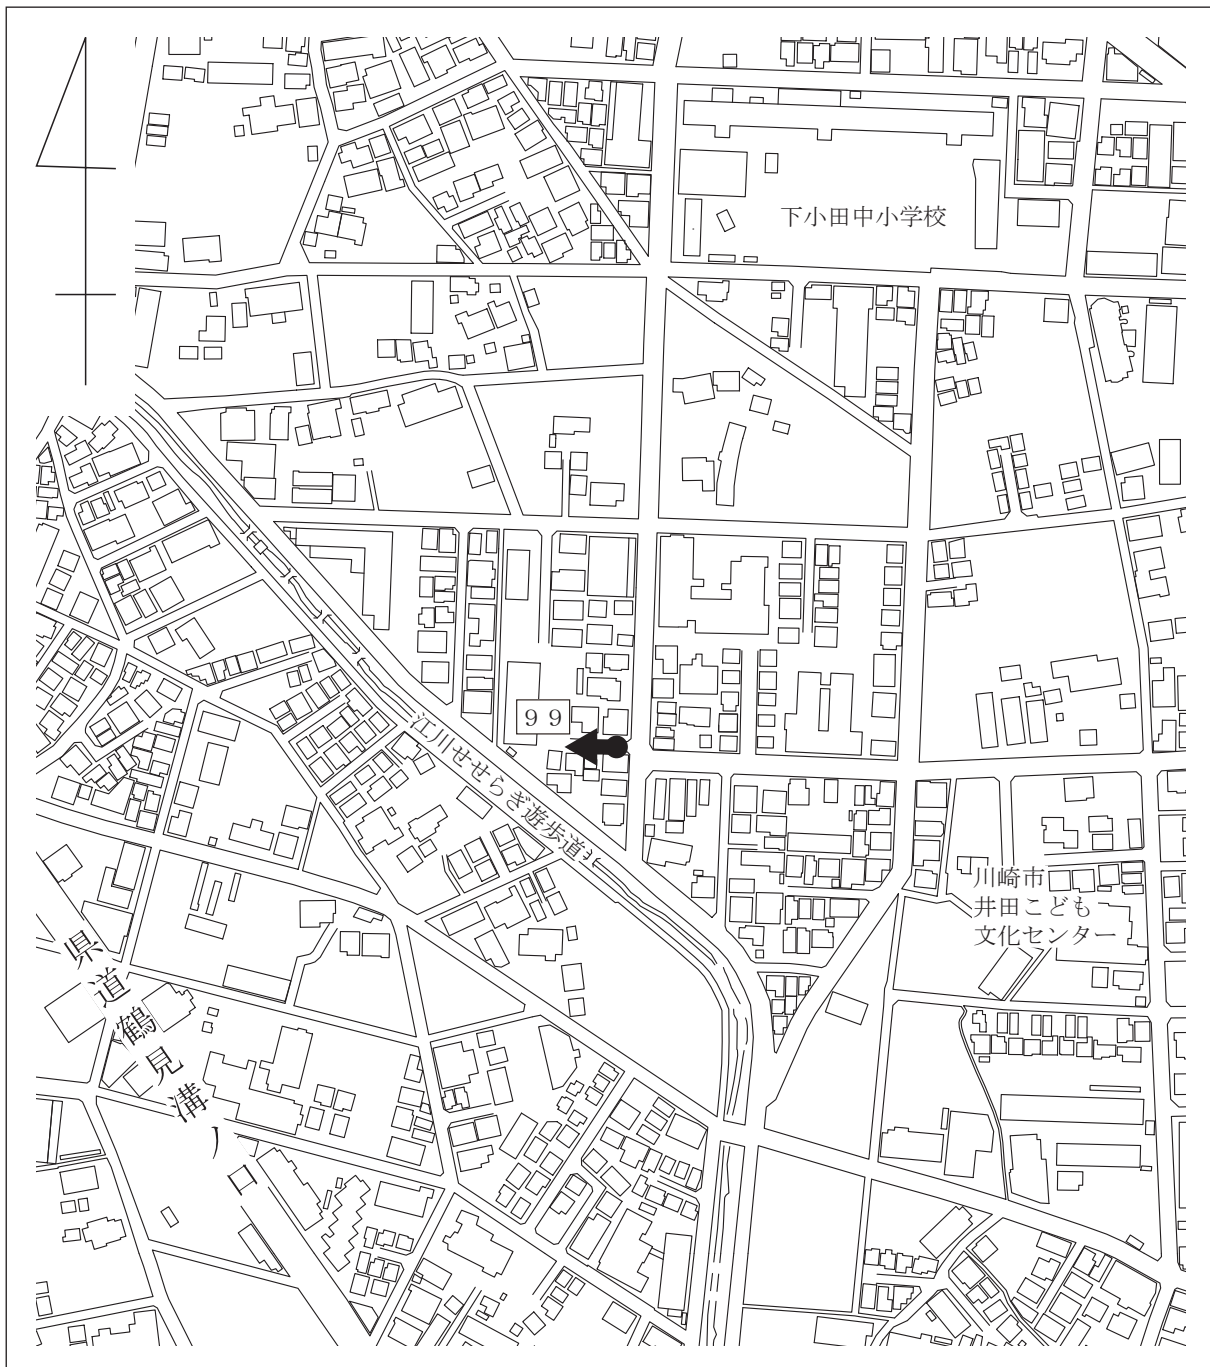 下小田中小学校
９９
江川せせらぎ遊歩道
川崎市
井田こども
文化センター
県道鶴見溝ノ口